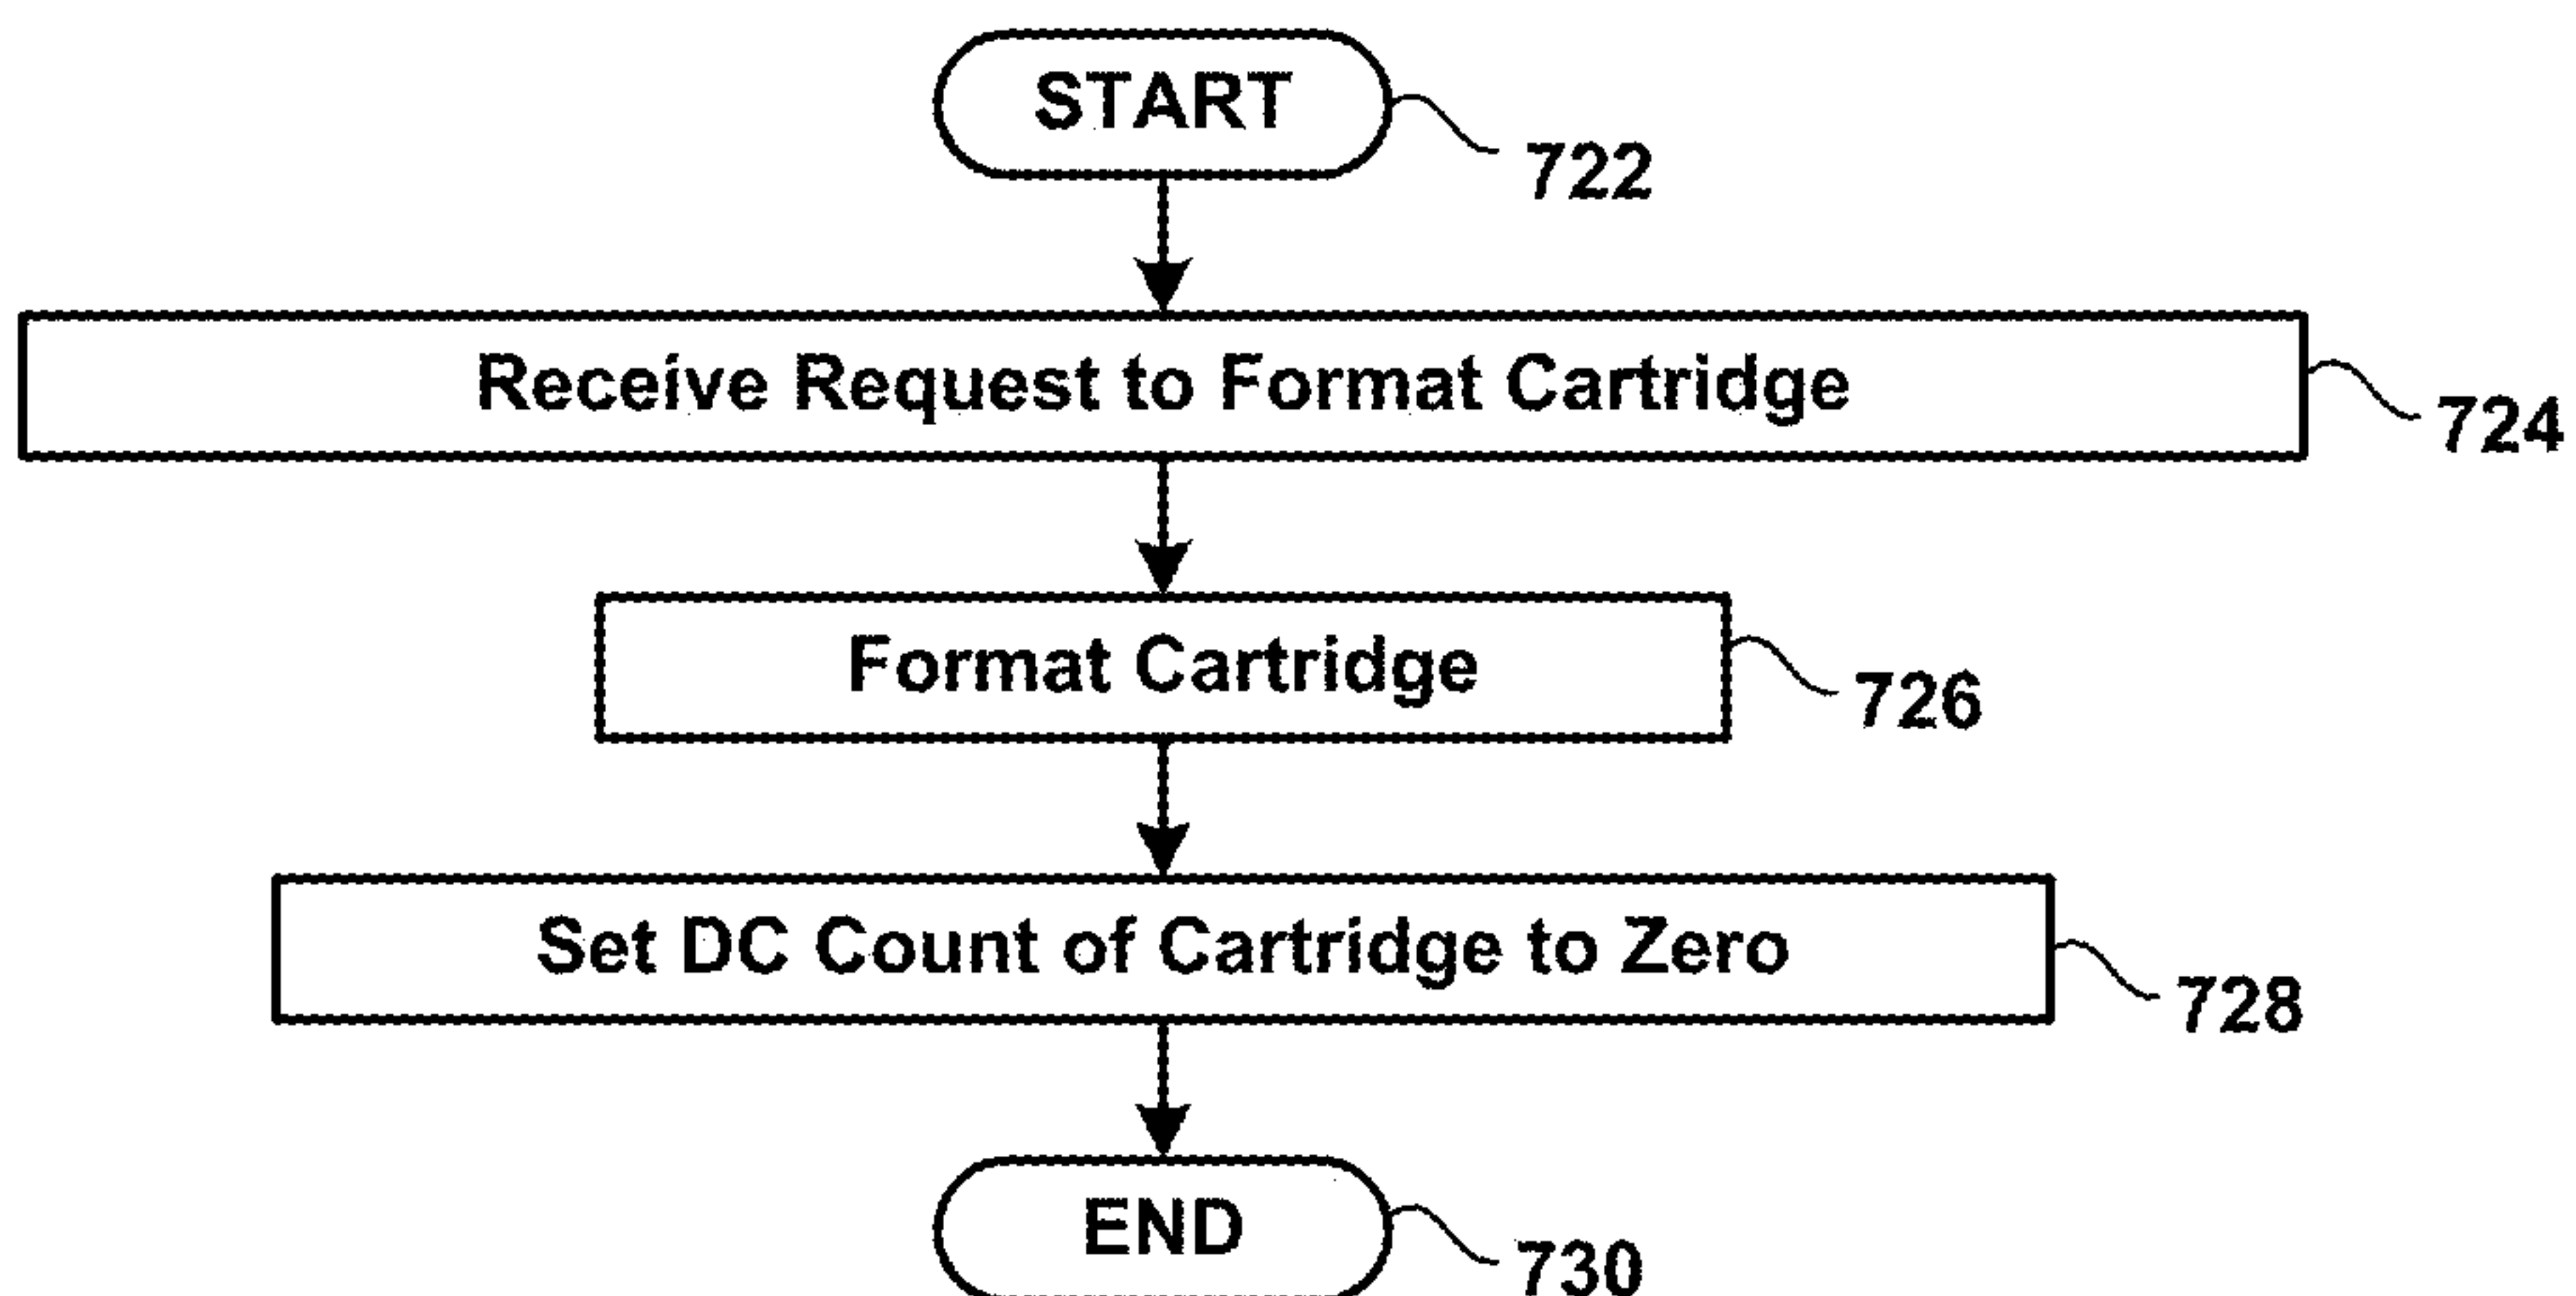 START
722
Receive Request to Format Cartridge
724
Format Cartridge
726
Set DC Count of Cartridge to Zero
728
END
730